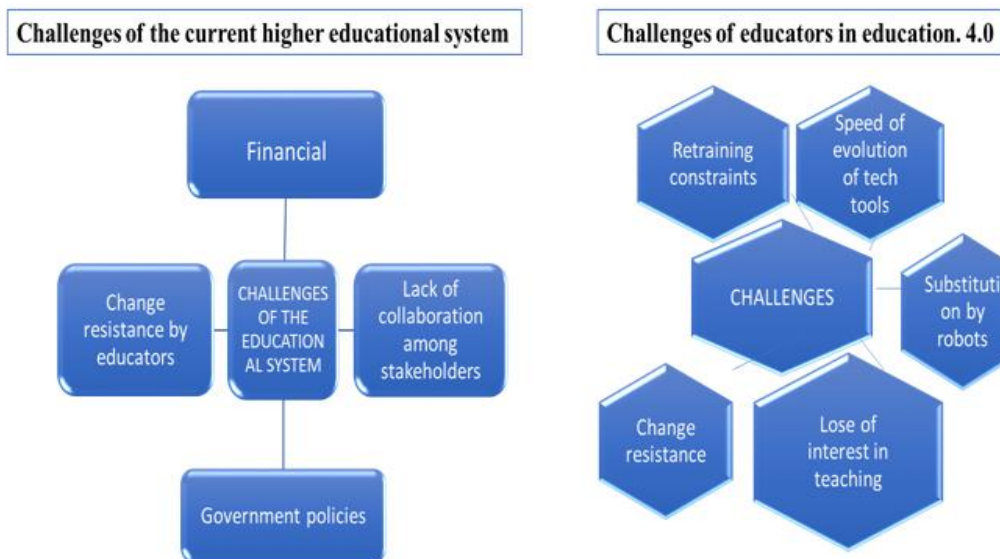 Challenges of the current higher educational system
Financial
Change
resistance by
educators
CHALLENGES
OF THE
EDUCATION
AL SYSTEM
Lack of
collaboration
among
stakeholders
Government policies
Challenges of educators in education. 4.0
Retraining
constraints
Speed of
evolution
of tech
tools
CHALLENGES
Substituti
on by
robots
Change
resistance
Lose of
interest in
teaching